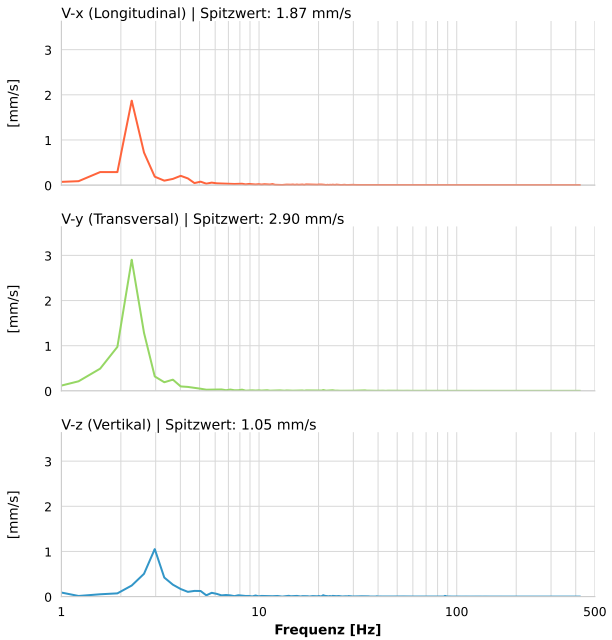 V-x (Longitudinal) | Spitzwert: 1.87 mm/s
3
2
1
0
[mm/s]
V-y (Transversal) | Spitzwert: 2.90 mm/s
3
2
1
0
[mm/s]
V-z (Vertikal) | Spitzwert: 1.05 mm/s
3
2
1
0
[mm/s]
1 10 100 500
Frequenz [Hz]